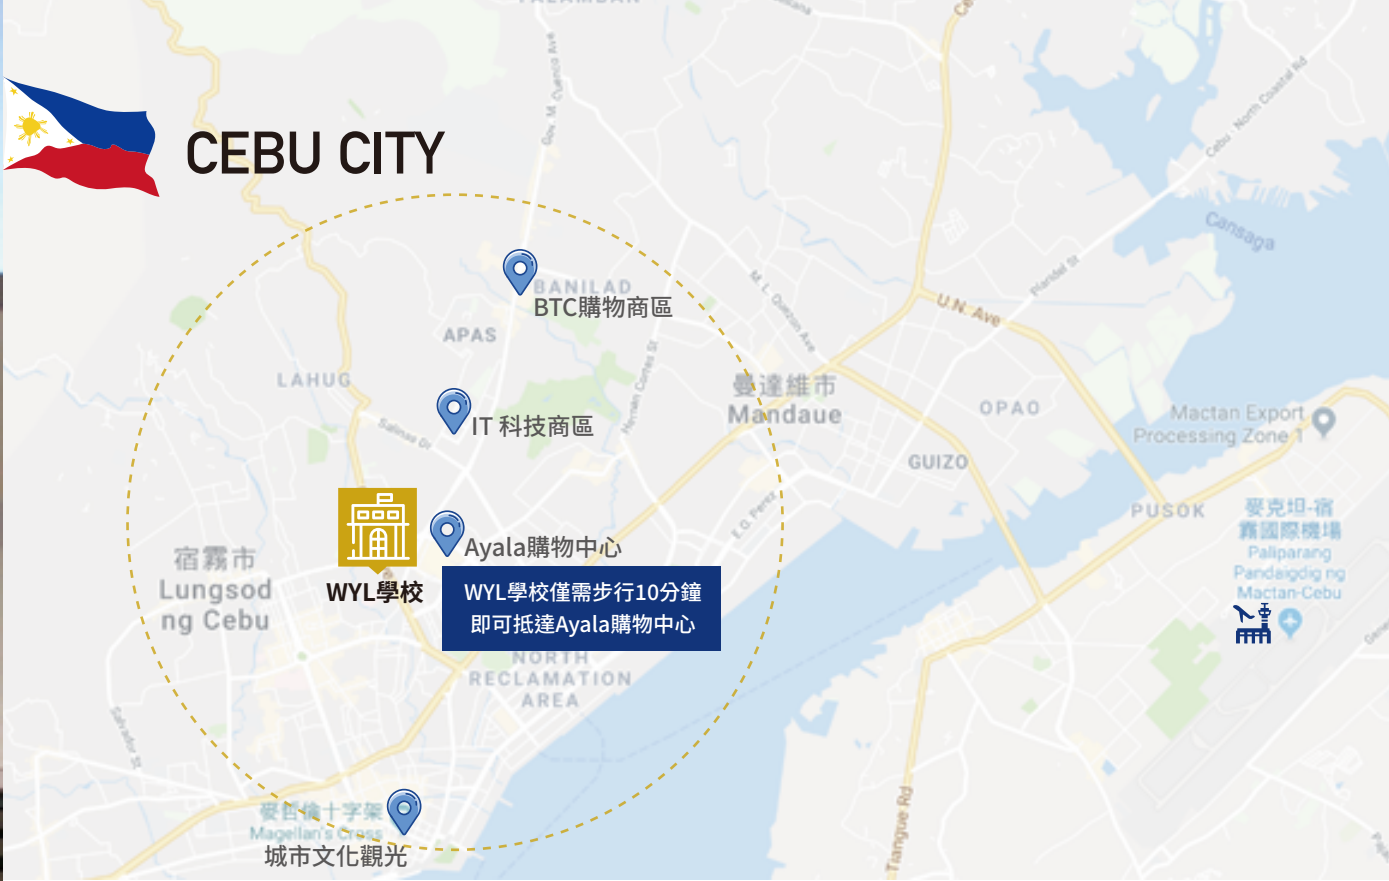 TALAMBAN
CEBU CITY
Gov. M. Cuenco Ave
Cebu - North Coastal Rd
Cansaga
BANILAD
BTC購物商區
APAS
M. L. Quezon Ave
Plaridel St
U.N. Ave
LAHUG
Hernan Cortes St
曼達維市
Mandaue
OPAO
Mactan Export
Processing Zone 1
Salinas Dr
IT 科技商區
GUIZO
PUSOK
麥克坦-宿
霧國際機場
Paliparang
Pandaigdig ng
Mactan-Cebu
E.O. Perez
Ayala購物中心
宿霧市
Lungsod
ng Cebu
WYL學校
WYL學校僅需步行10分鐘
即可抵達Ayala購物中心
NORTH
RECLAMATION
AREA
Salvador St
Tiangue Rd
麥哲倫十字架
Magellan's Cross
城市文化觀光